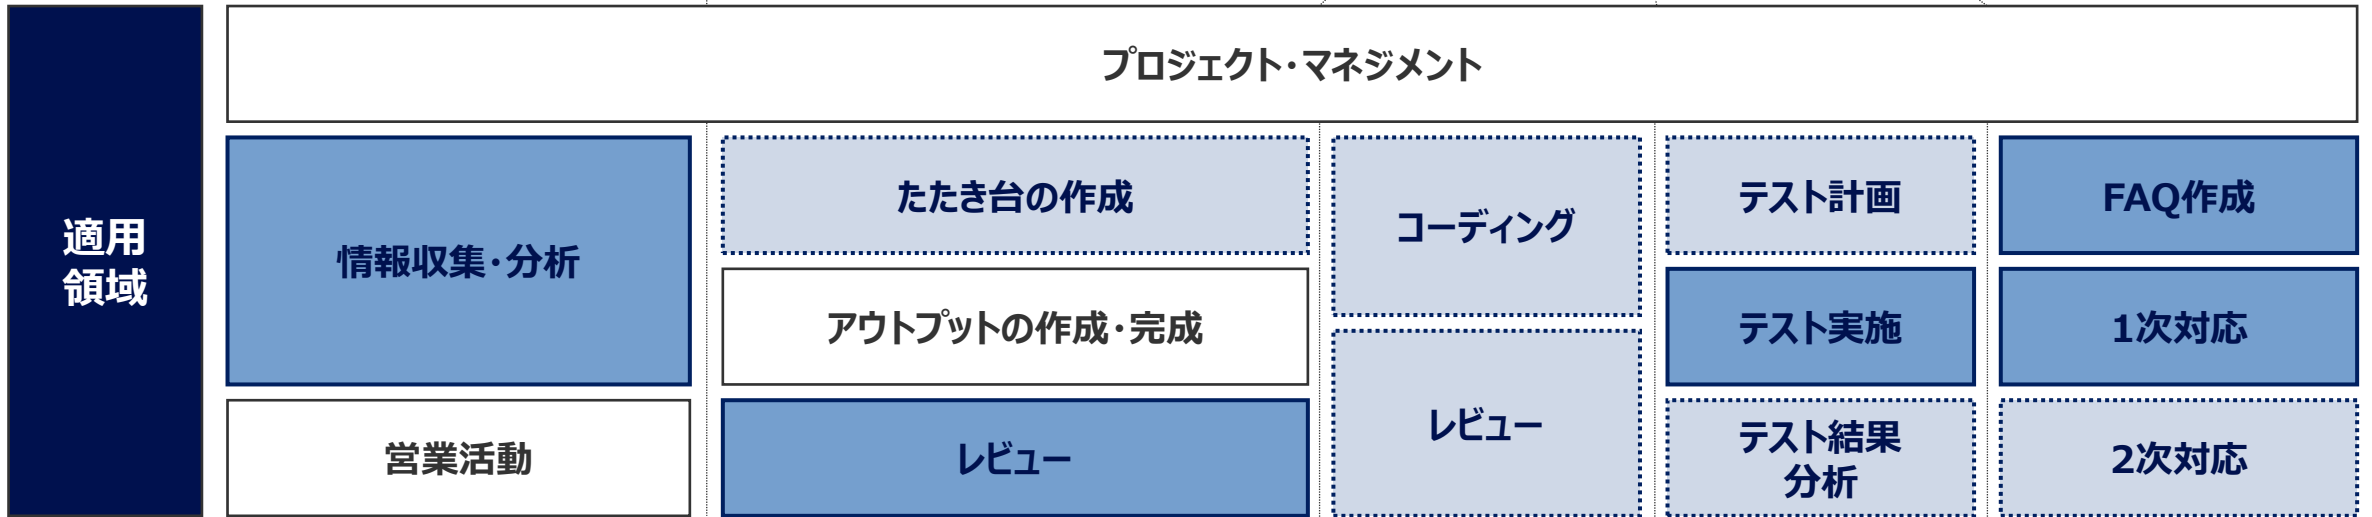 適用
領域
プロジェクト・マネジメント
情報収集・分析
営業活動
たたき台の作成
アウトプットの作成・完成
レビュー
コーディング
レビュー
テスト計画
テスト実施
テスト結果
分析
FAQ作成
1次対応
2次対応